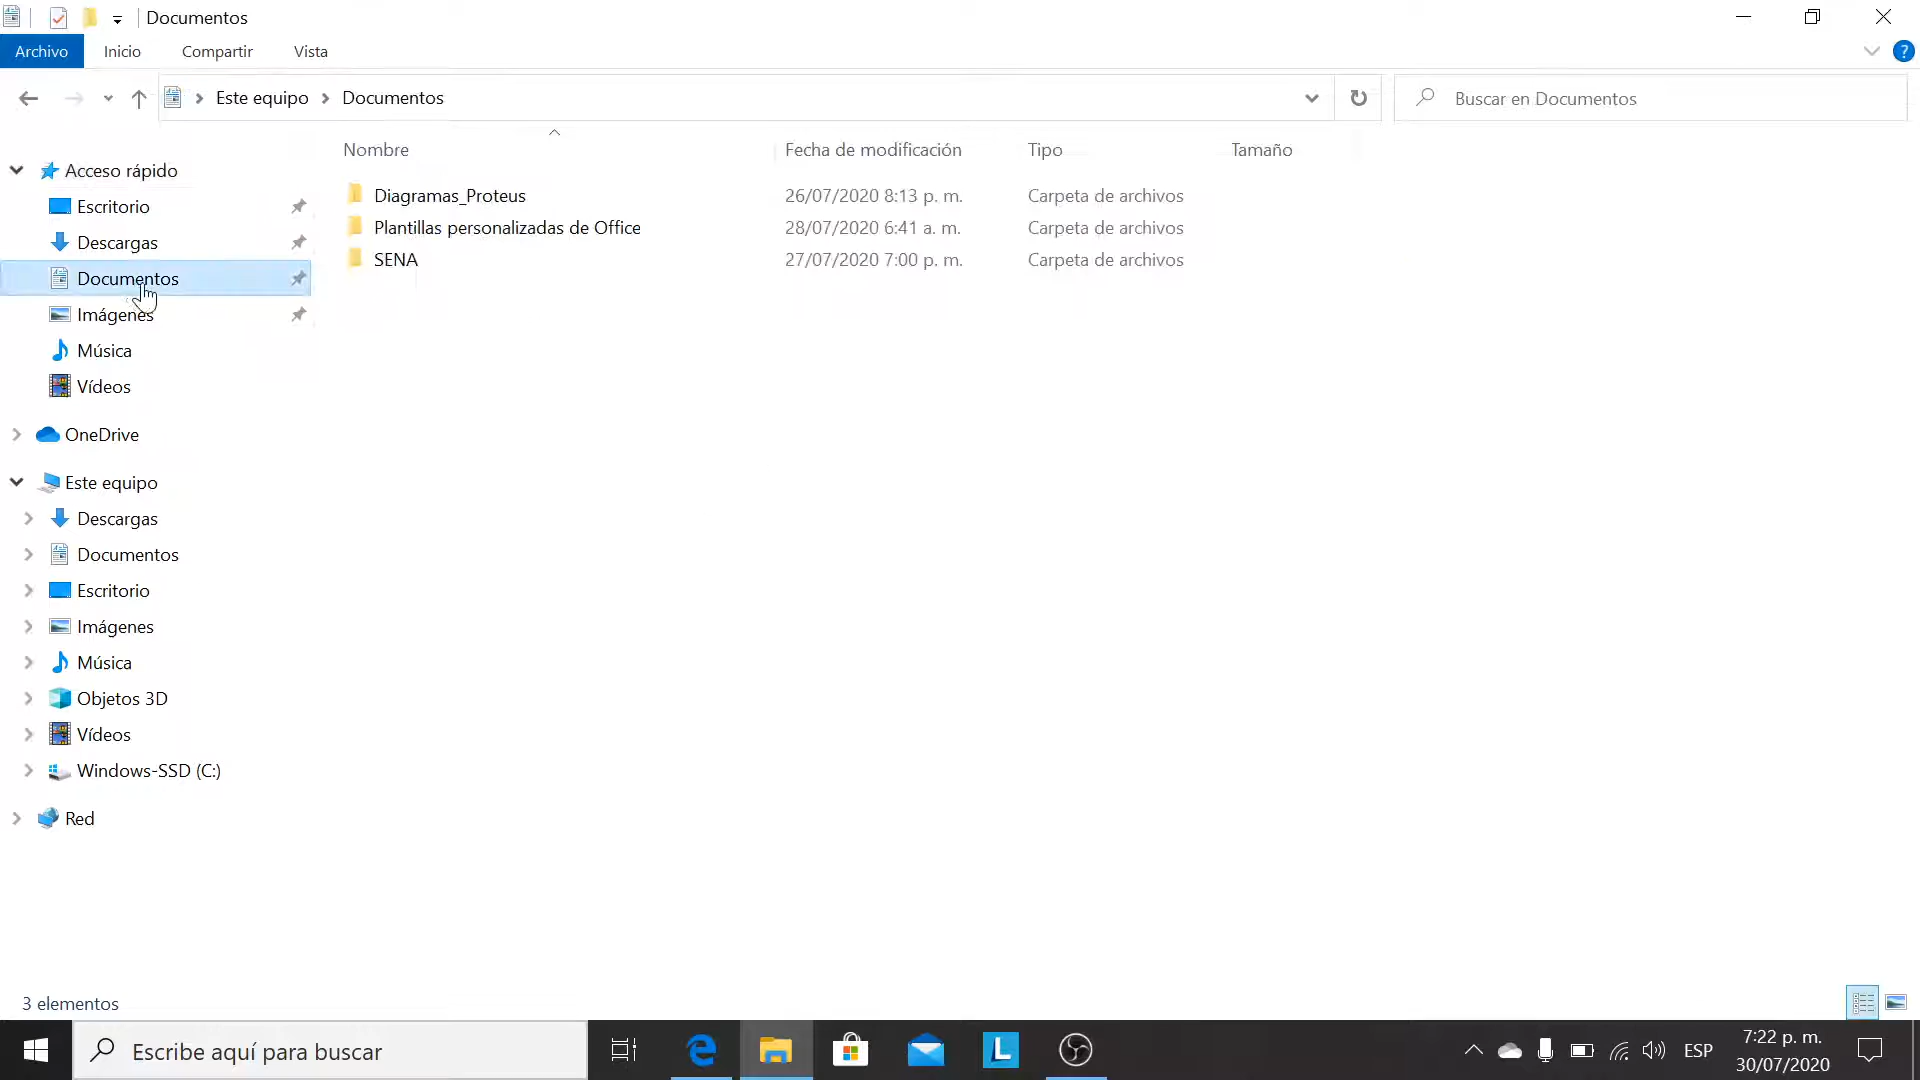 Documentos
Archivo Inicio Compartir Vista
Este equipo Documentos
Buscar en Documentos
Nombre Fecha de modificación Tipo Tamaño
Diagramas_Proteus 26/07/2020 8:13 p. m. Carpeta de archivos
Plantillas personalizadas de Office 28/07/2020 6:41 a. m. Carpeta de archivos
SENA 27/07/2020 7:00 p. m. Carpeta de archivos
Acceso rápido
Escritorio
Descargas
Documentos
Imágenes
Música
Vídeos
OneDrive
Este equipo
Descargas
Documentos
Escritorio
Imágenes
Música
Objetos 3D
Vídeos
Windows-SSD (C:)
Red
3 elementos
Escribe aquí para buscar
ESP
7:22 p. m.
30/07/2020